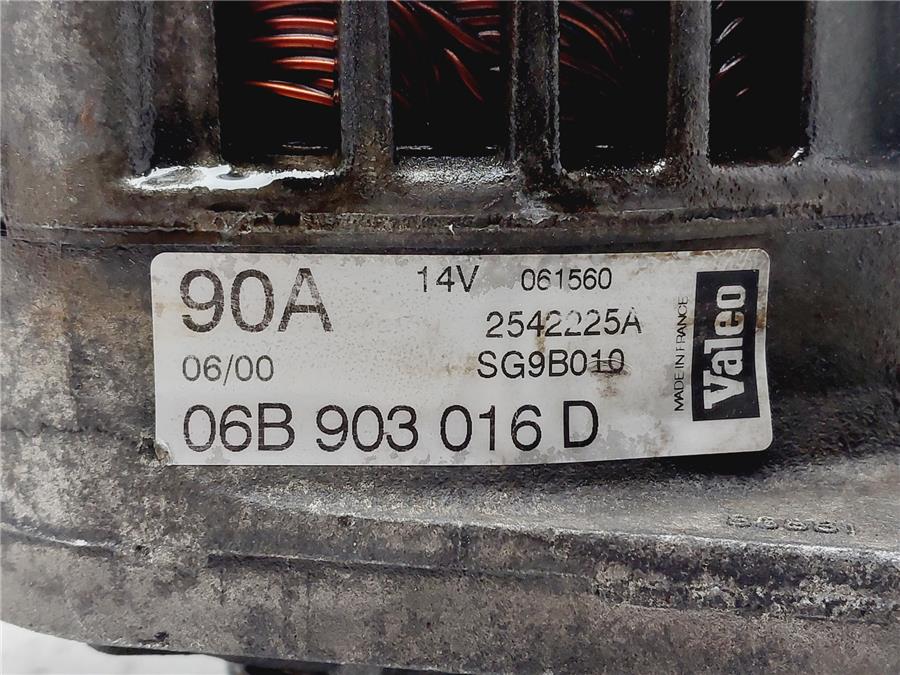 90A 14V 061560
2542225A
06/00 SG9B010
06B 903 016 D
MADE IN FRANCE
Valeo